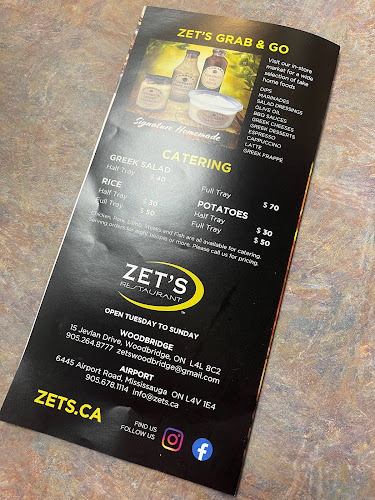 ZET'S GRAB & GO
Visit our in-store
market for a wide
selection of take
home foods
DIPS
MARINADES
SALAD DRESSINGS
OLIVE OIL
BBQ SAUCES
GREEK CHEESES
GREEK DESSERTS
ESPRESSO
CAPPUCCINO
LATTE
GREEK FRAPPÉ
Signature Homemade
CATERING
GREEK SALAD
Half Tray $ 40
Full Tray $ 70
RICE
Half Tray $ 30
Full Tray $ 50
POTATOES
Half Tray $ 30
Full Tray $ 50
Chicken, Pork, Lamb, Shrimp and Fish are all available for catering.
Serving orders for eight people or more. Please call us for pricing.
ZET'S
RESTAURANT
OPEN TUESDAY TO SUNDAY
WOODBRIDGE
15 Jevlan Drive, Woodbridge, ON L4L 8C2
905.264.8777 zetswoodbridge@gmail.com
AIRPORT
6445 Airport Road, Mississauga ON L4V 1E4
905.678.1114 info@zets.ca
ZETS.CA
FIND US
FOLLOW US